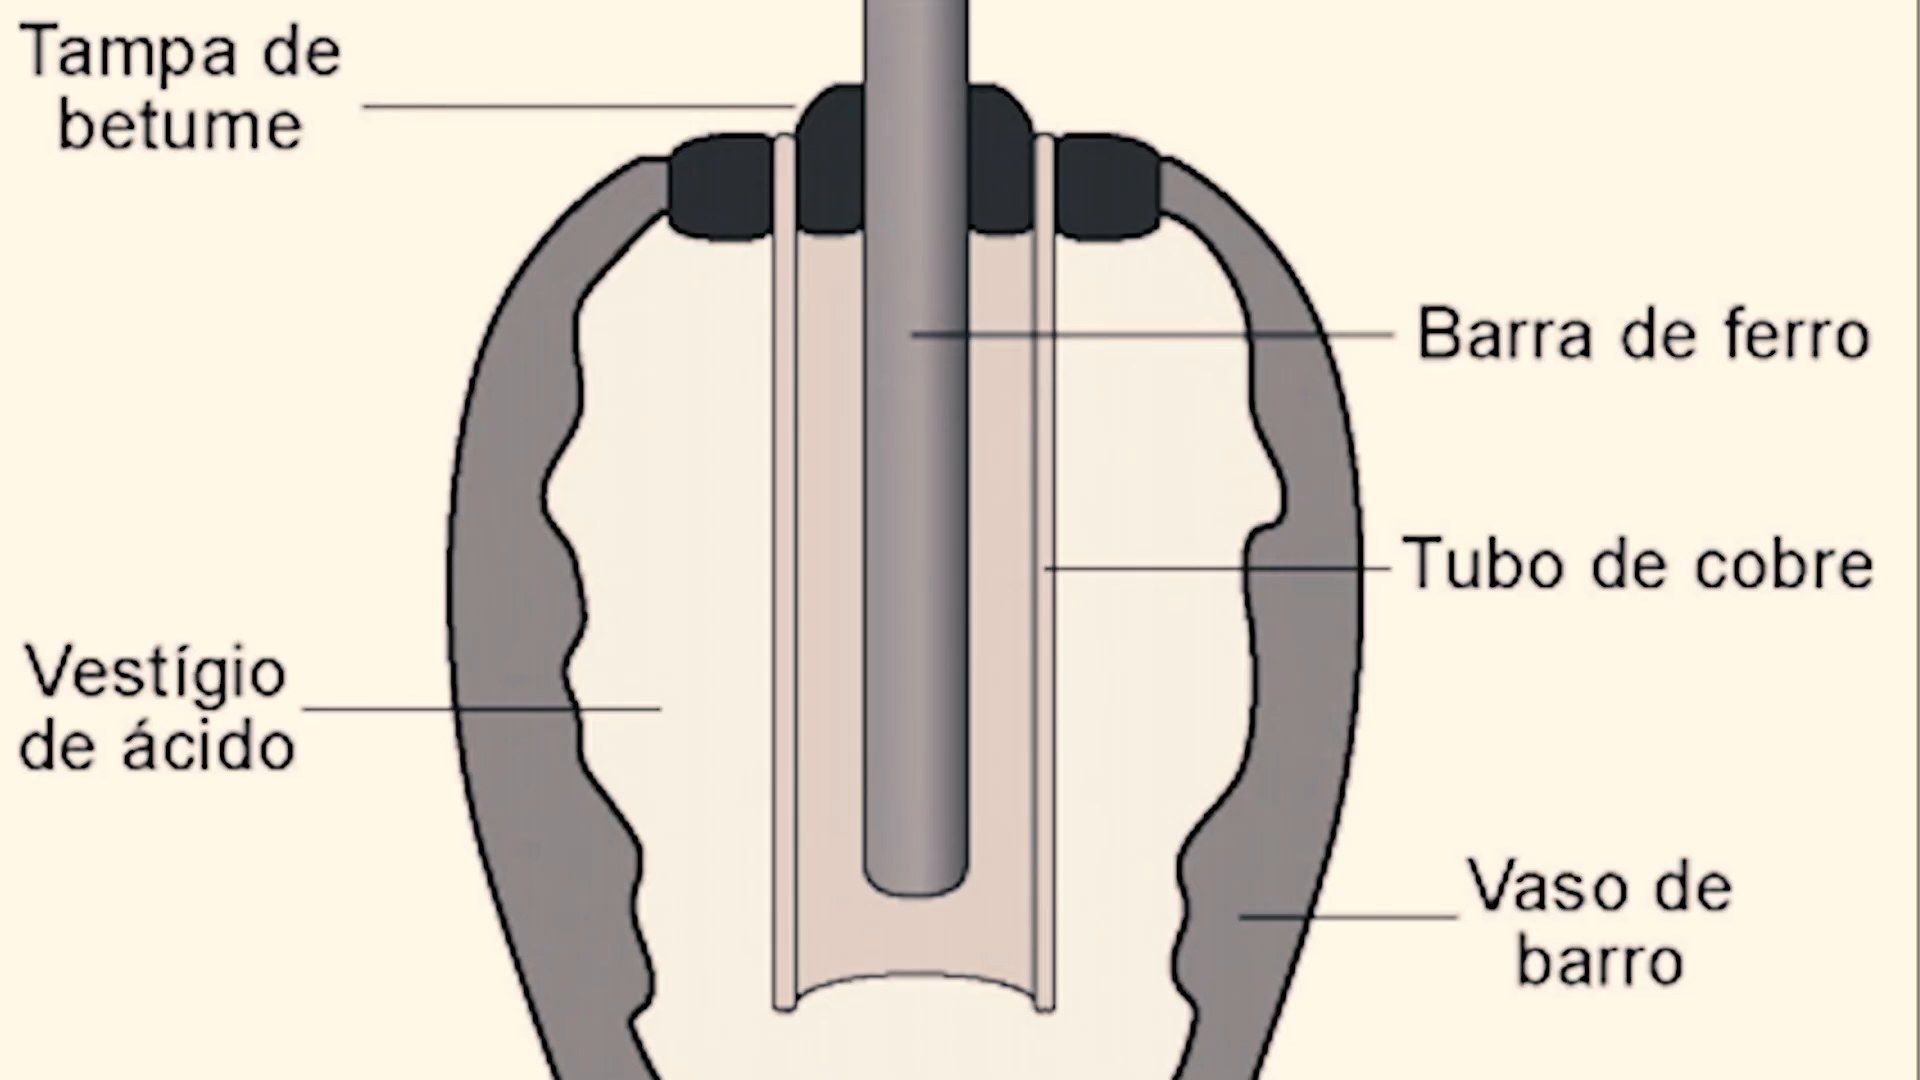 Tampa de
betume
Barra de ferro
Tubo de cobre
Vestígio
de ácido
Vaso de
barro